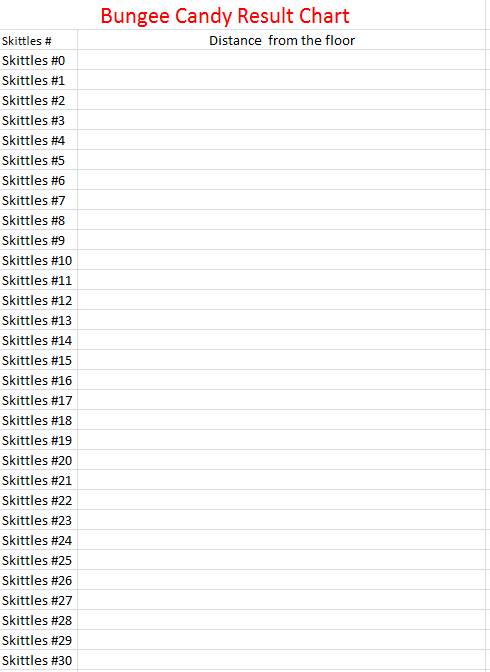 Bungee Candy Result Chart
Skittles # Distance from the floor
Skittles #0
Skittles #1
Skittles #2
Skittles #3
Skittles #4
Skittles #5
Skittles #6
Skittles #7
Skittles #8
Skittles #9
Skittles #10
Skittles #11
Skittles #12
Skittles #13
Skittles #14
Skittles #15
Skittles #16
Skittles #17
Skittles #18
Skittles #19
Skittles #20
Skittles #21
Skittles #22
Skittles #23
Skittles #24
Skittles #25
Skittles #26
Skittles #27
Skittles #28
Skittles #29
Skittles #30